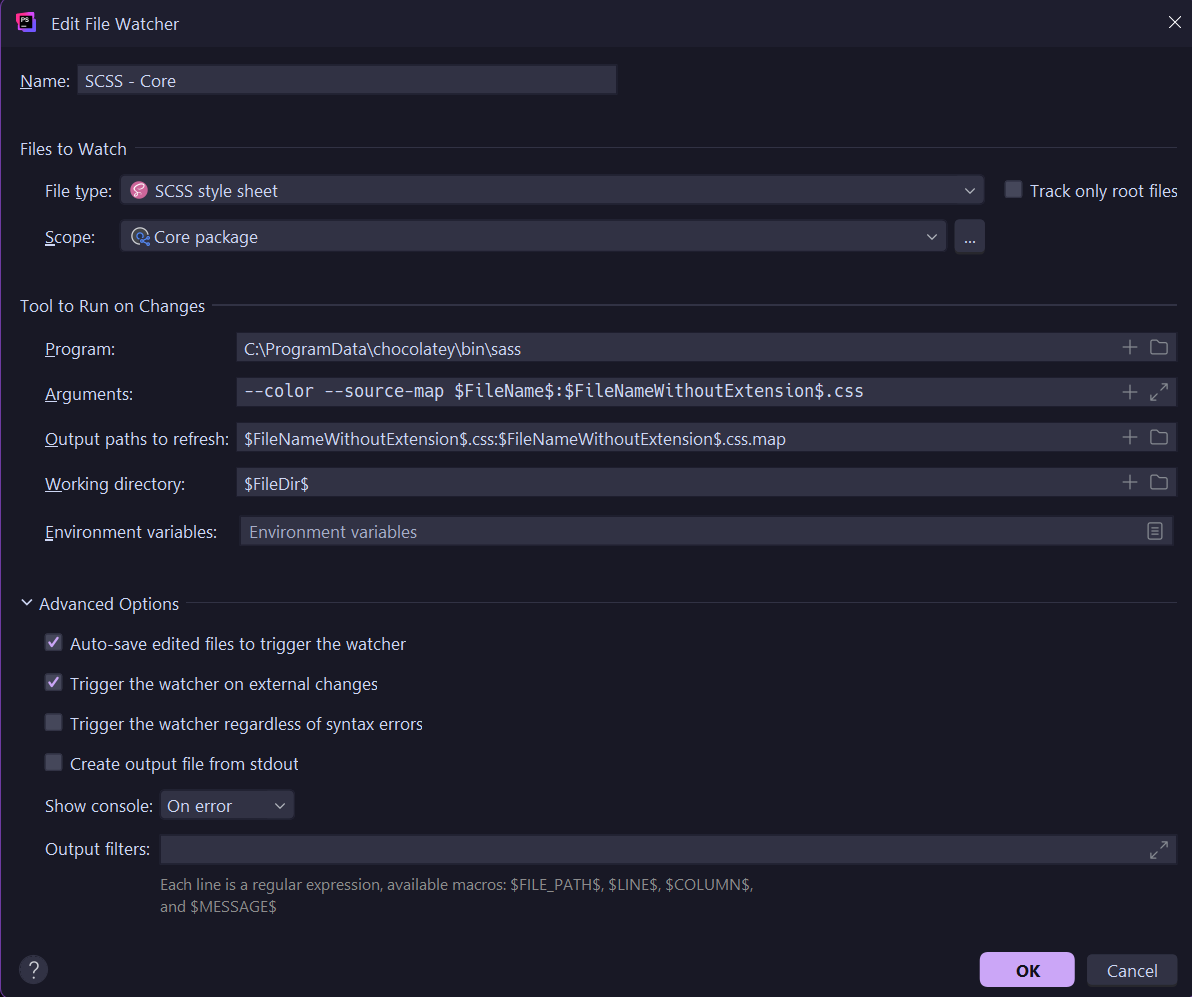 PS
Edit File Watcher
Name: SCSS - Core
Files to Watch
File type: SCSS style sheet Track only root files
Scope: Core package ...
Tool to Run on Changes
Program: C:\ProgramData\chocolatey\bin\sass
Arguments: --color --source-map $FileName$:$FileNameWithoutExtension$.css
Output paths to refresh: $FileNameWithoutExtension$.css:$FileNameWithoutExtension$.css.map
Working directory: $FileDir$
Environment variables: Environment variables
Advanced Options
Auto-save edited files to trigger the watcher
Trigger the watcher on external changes
Trigger the watcher regardless of syntax errors
Create output file from stdout
Show console: On error
Output filters:
Each line is a regular expression, available macros: $FILE_PATH$, $LINE$, $COLUMN$,
and $MESSAGE$
? OK Cancel